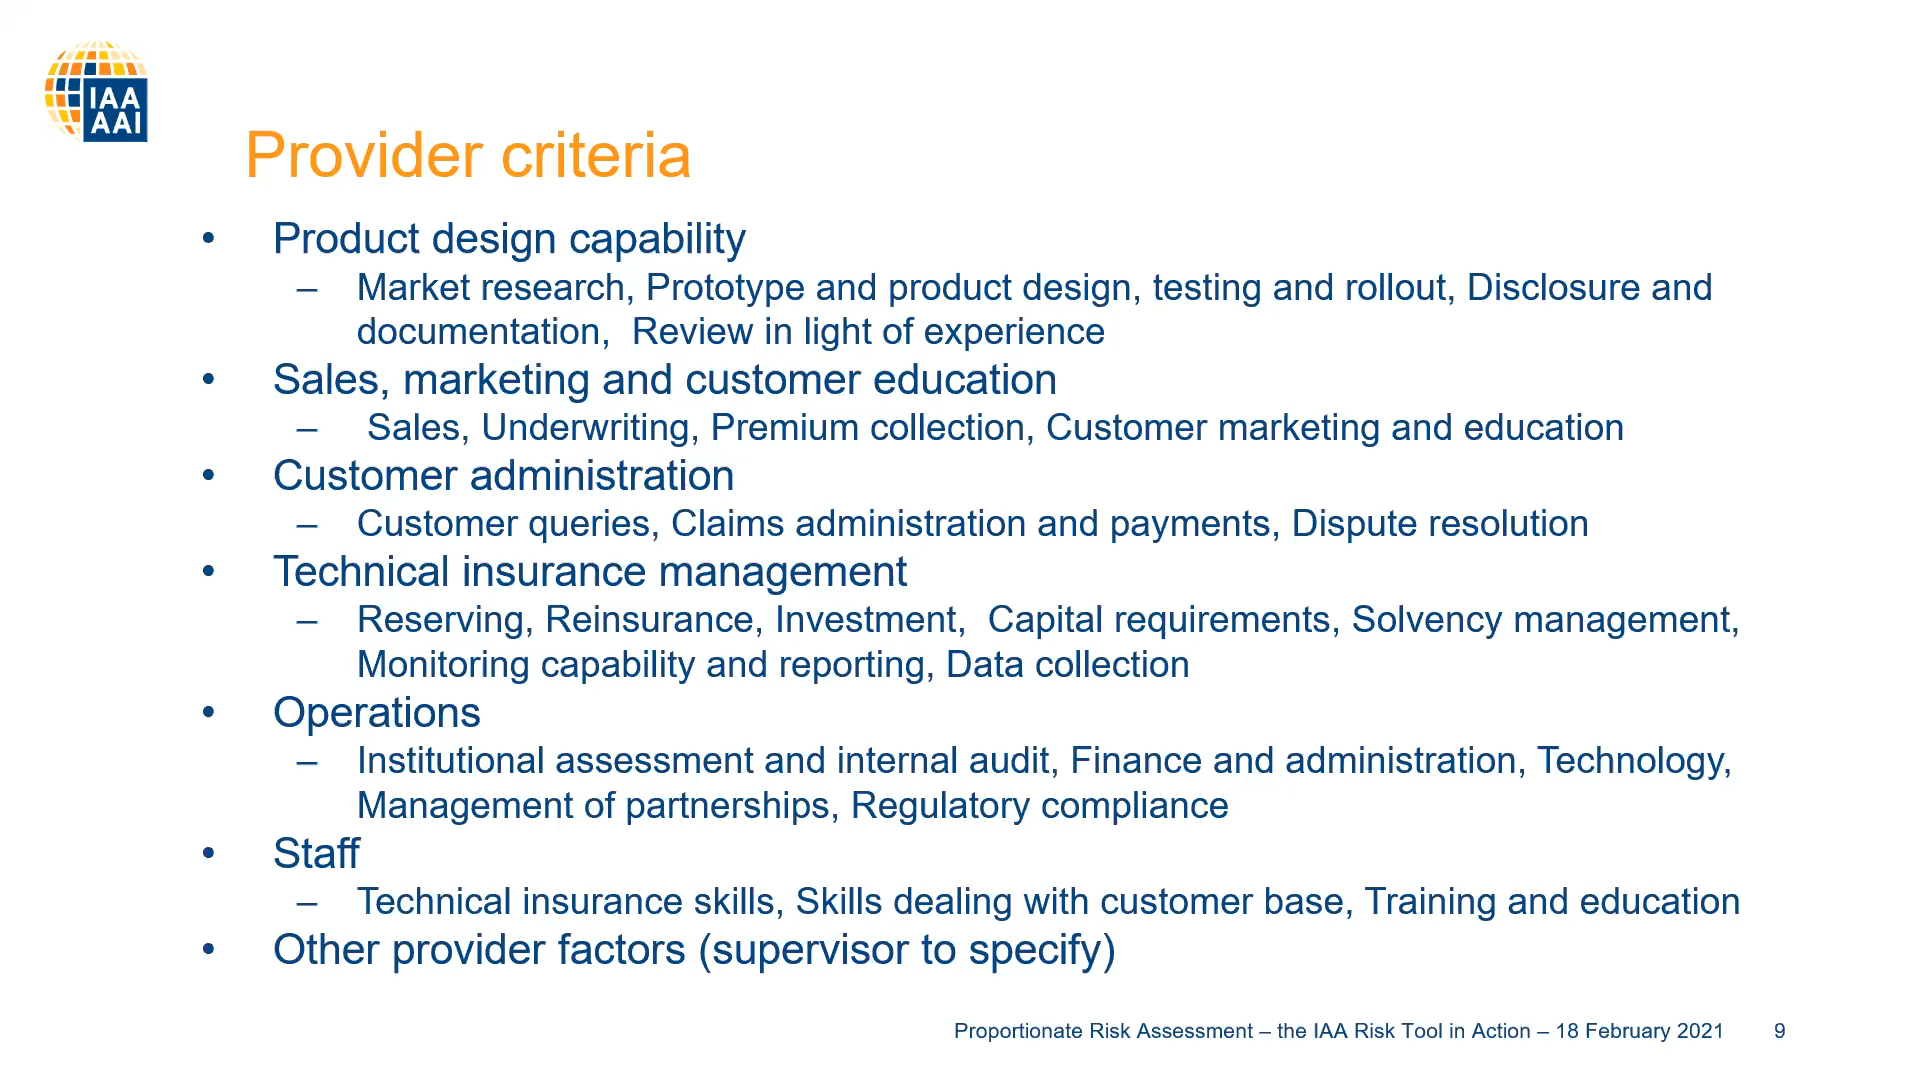 IAA
AAI
Provider criteria
• Product design capability
– Market research, Prototype and product design, testing and rollout, Disclosure and
documentation, Review in light of experience
• Sales, marketing and customer education
– Sales, Underwriting, Premium collection, Customer marketing and education
• Customer administration
– Customer queries, Claims administration and payments, Dispute resolution
• Technical insurance management
– Reserving, Reinsurance, Investment, Capital requirements, Solvency management,
Monitoring capability and reporting, Data collection
• Operations
– Institutional assessment and internal audit, Finance and administration, Technology,
Management of partnerships, Regulatory compliance
• Staff
– Technical insurance skills, Skills dealing with customer base, Training and education
• Other provider factors (supervisor to specify)
Proportionate Risk Assessment – the IAA Risk Tool in Action – 18 February 2021 9